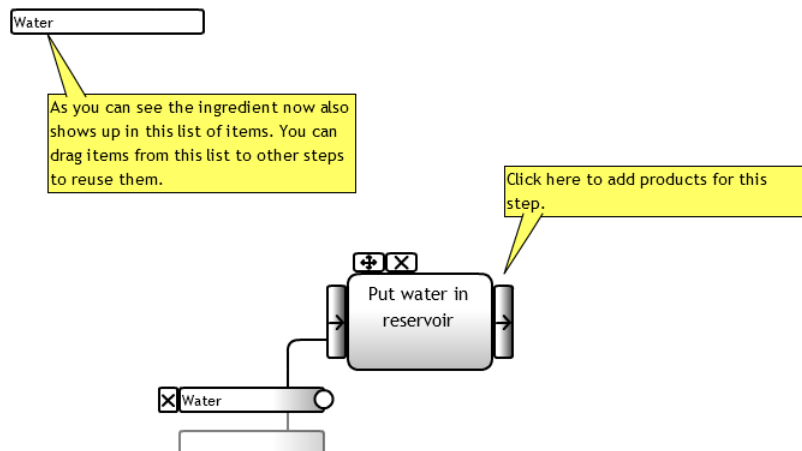 Water
As you can see the ingredient now also
shows up in this list of items. You can
drag items from this list to other steps
to reuse them.
Click here to add products for this
step.
Put water in
reservoir
Water